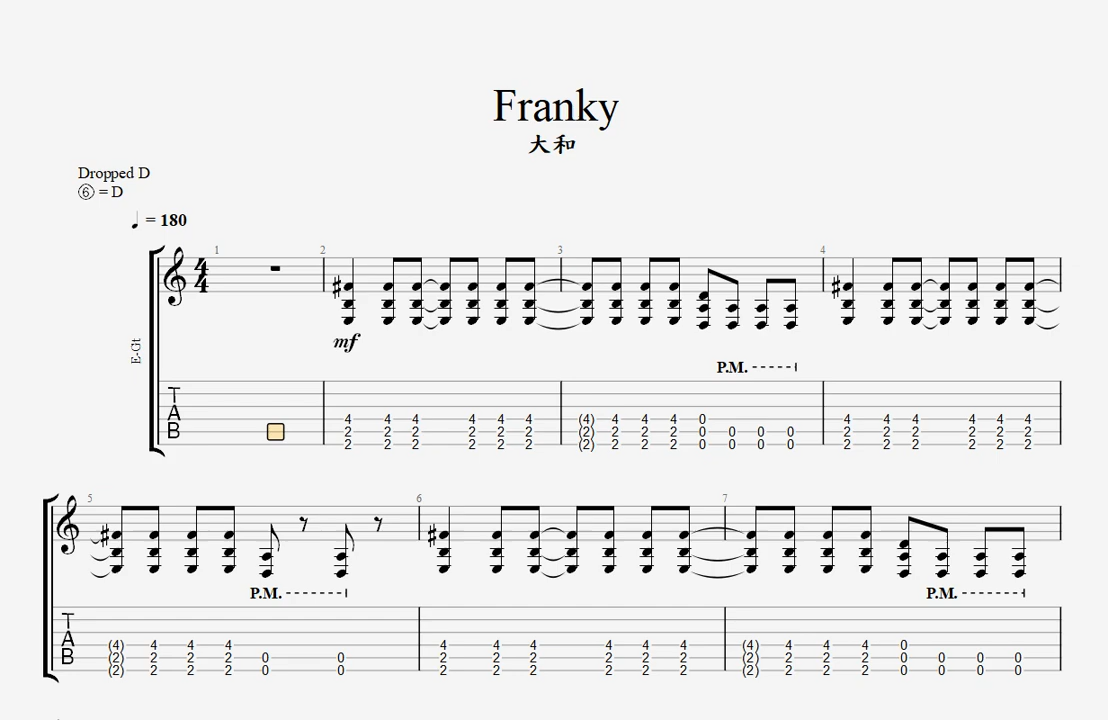 Franky
大和
Dropped D
⑥ = D
♩ = 180
1 2 3 4
4
4
E-Gt
mf
P.M.
T
A
B
4 4 4 4 4 4 (4) 4 4 4 0 4 4 4 4 4 4
2 2 2 2 2 2 (2) 2 2 2 0 0 0 0 2 2 2 2 2 2
2 2 2 2 2 2 (2) 2 2 2 0 0 0 0 2 2 2 2 2 2
5 6 7
P.M. P.M.
T
A
B
(4) 4 4 4 4 4 4 4 4 (4) 4 4 4 0
(2) 2 2 2 0 0 2 2 2 2 2 (2) 2 2 2 0 0 0 0
(2) 2 2 2 0 0 2 2 2 2 2 (2) 2 2 2 0 0 0 0